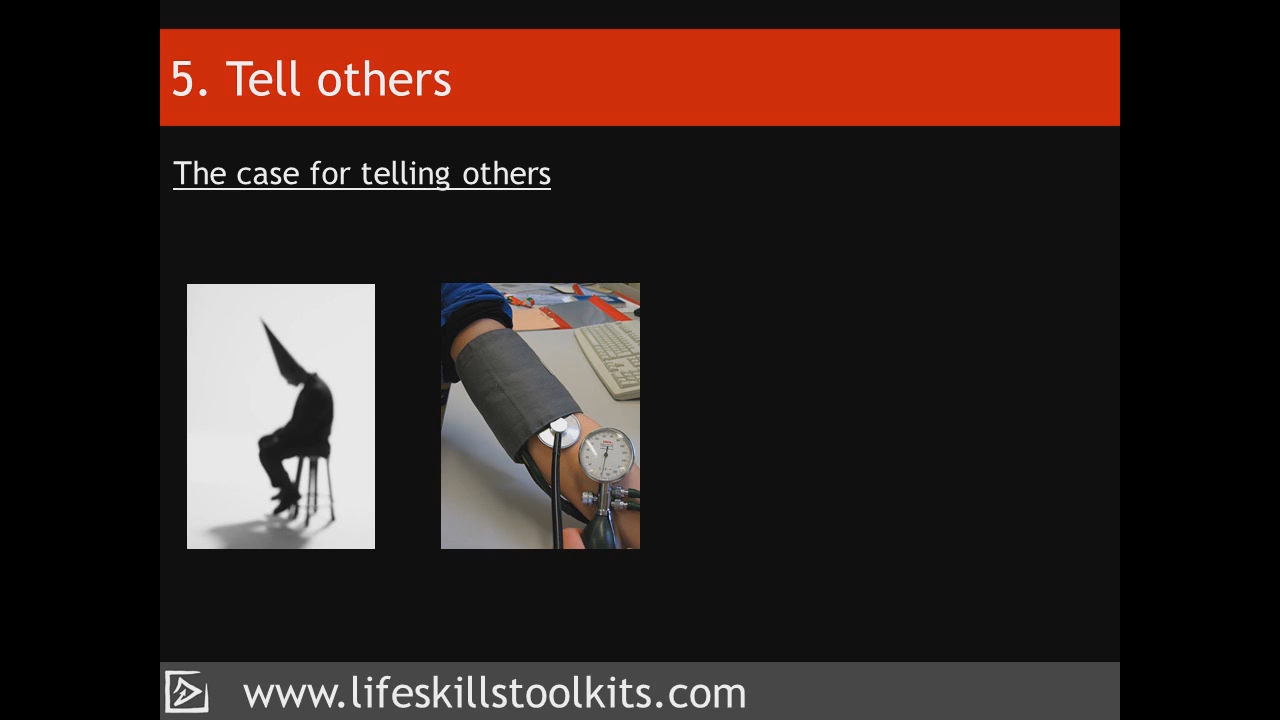 5. Tell others
The case for telling others
www.lifeskillstoolkits.com